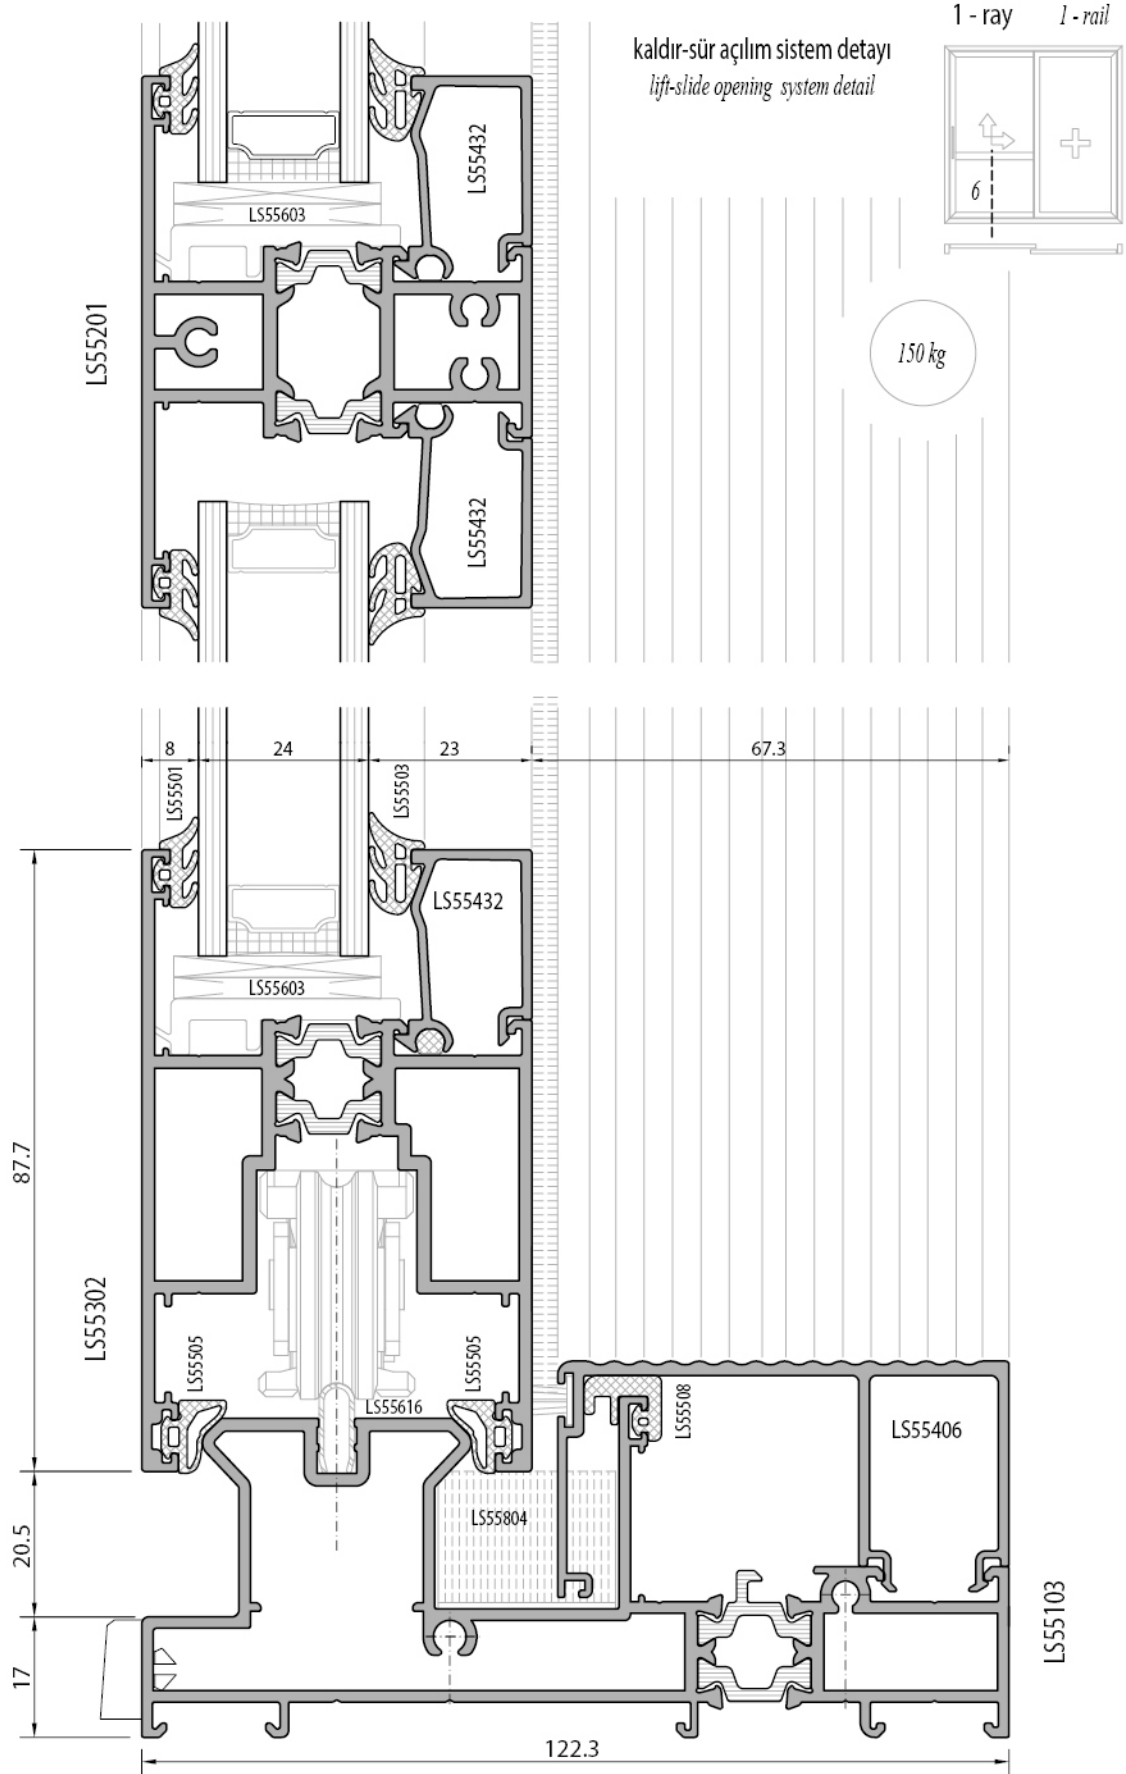 1 - ray 1 - rail
kaldır-sür açılım sistem detayı
lift-slide opening system detail
6
LS55432
LS55603
LS55201
150 kg
LS55432
8 24 23 67.3
LS55501
LS55503
LS55432
LS55603
87.7
LS55302
LS55505
LS55505
LS55616
LS55508
LS55406
LS55804
20.5
LS55103
17
122.3